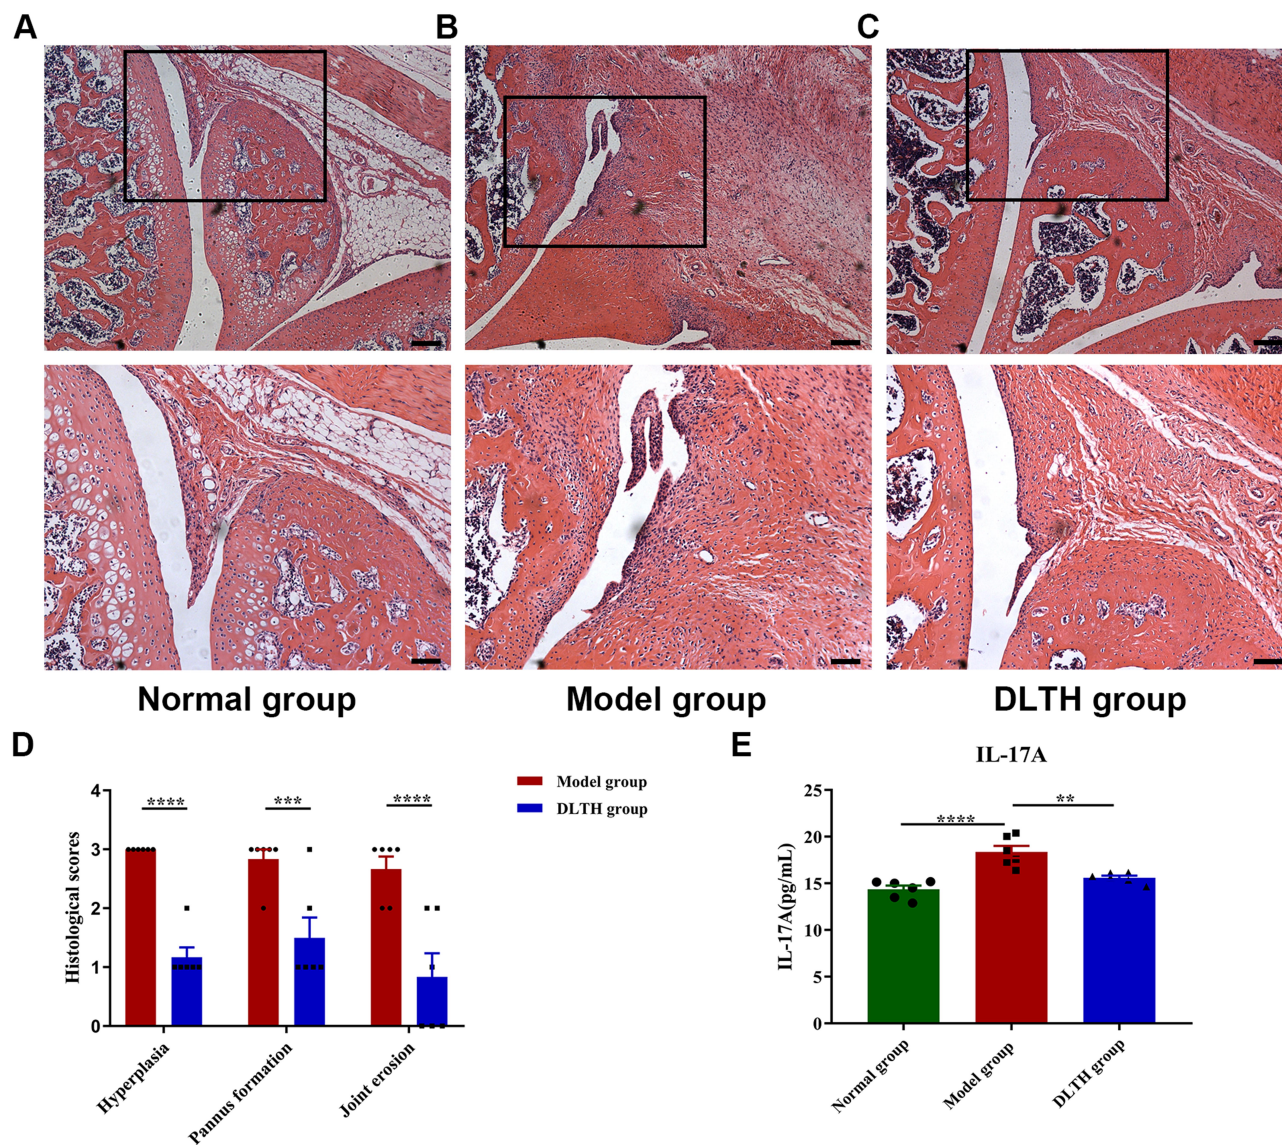 A
B
C
Normal group
Model group
DLTH group
D
Model group
DLTH group
Histological scores
4
3
2
1
0
****
***
****
Hyperplasia
Pannus formation
Joint erosion
E
IL-17A
IL-17A(pg/mL)
25
20
15
10
5
0
****
**
Normal group
Model group
DLTH group